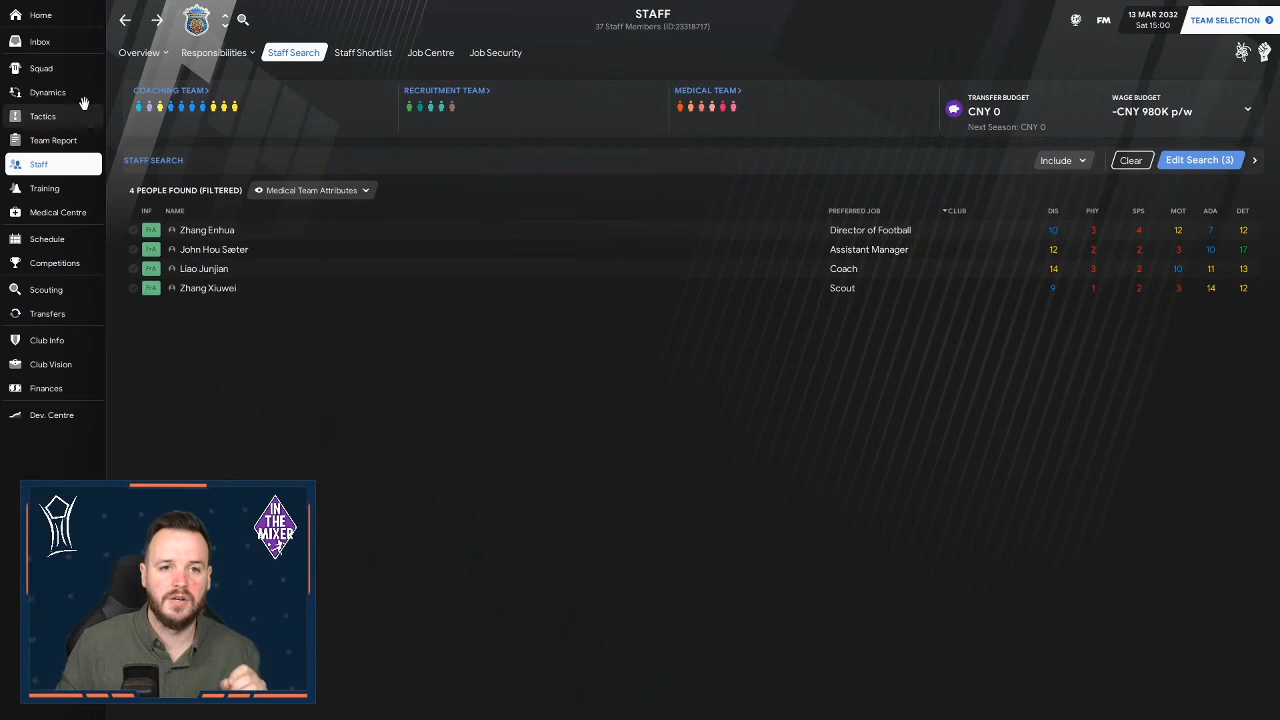 Home
Inbox
Squad
Dynamics
Tactics
Team Report
Staff
Training
Medical Centre
Schedule
Competitions
Scouting
Transfers
Club Info
Club Vision
Finances
Dev. Centre
STAFF
37 Staff Members (ID:23318717)
FM
13 MAR 2032
Sat 15:00
TEAM SELECTION
Overview Responsibilities Staff Search Staff Shortlist Job Centre Job Security
COACHING TEAM>
RECRUITMENT TEAM>
MEDICAL TEAM>
TRANSFER BUDGET
CNY 0
Next Season: CNY 0
WAGE BUDGET
-CNY 980K p/w
STAFF SEARCH
Include
Clear
Edit Search (3)
4 PEOPLE FOUND (FILTERED) Medical Team Attributes
INF NAME PREFERRED JOB CLUB DIS PHY SPS MOT ADA DET
FrA Zhang Enhua Director of Football 10 3 4 12 7 12
FrA John Hou Sæter Assistant Manager 12 2 2 3 10 17
FrA Liao Junjian Coach 14 3 2 10 11 13
FrA Zhang Xiuwei Scout 9 1 2 3 14 12
IN
THE
MIXER